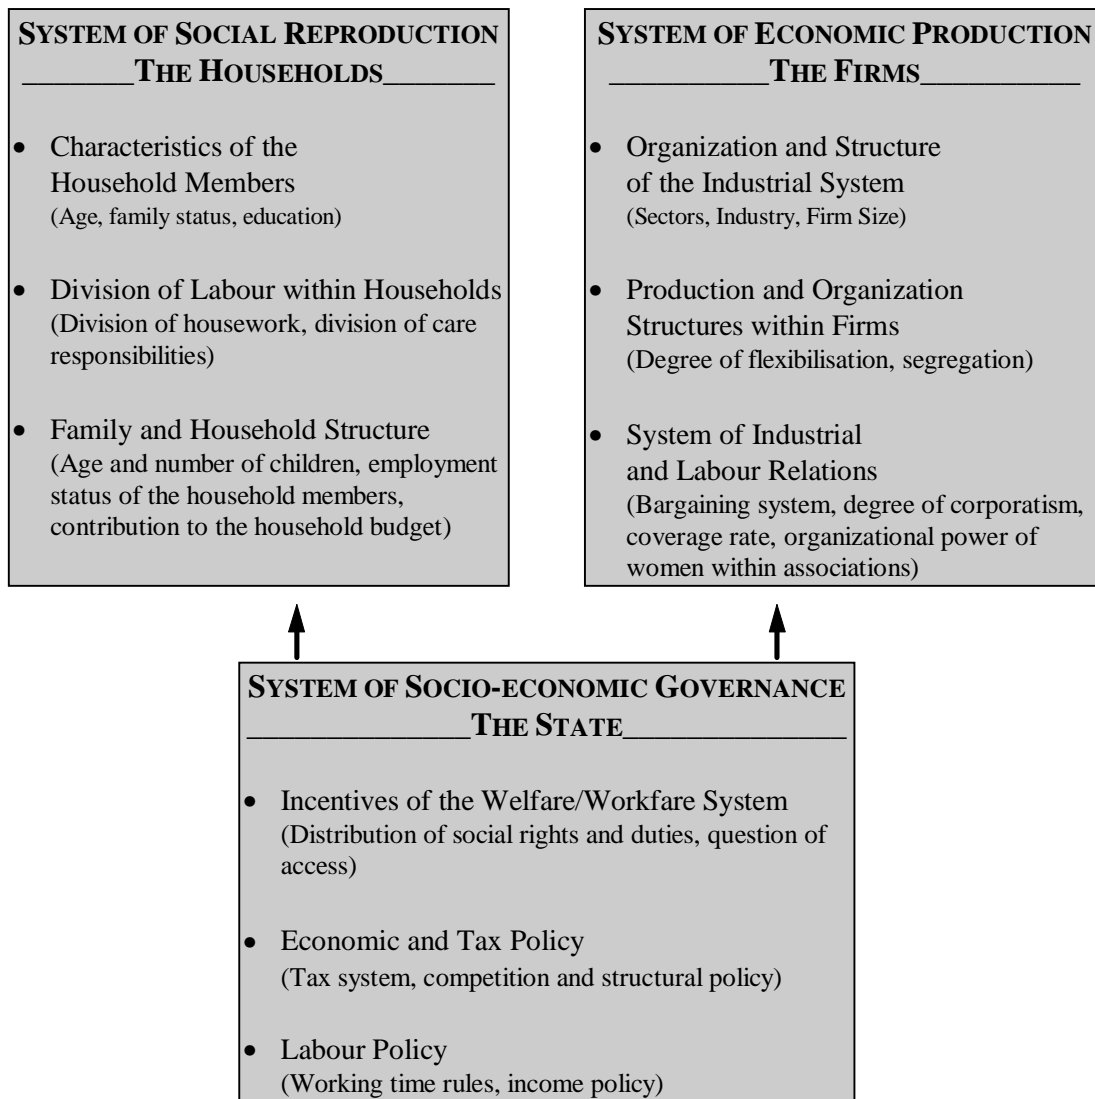 SYSTEM OF SOCIAL REPRODUCTION
_______THE HOUSEHOLDS_______
• Characteristics of the
Household Members
(Age, family status, education)
• Division of Labour within Households
(Division of housework, division of care
responsibilities)
• Family and Household Structure
(Age and number of children, employment
status of the household members,
contribution to the household budget)
SYSTEM OF ECONOMIC PRODUCTION
__________THE FIRMS__________
• Organization and Structure
of the Industrial System
(Sectors, Industry, Firm Size)
• Production and Organization
Structures within Firms
(Degree of flexibilisation, segregation)
• System of Industrial
and Labour Relations
(Bargaining system, degree of corporatism,
coverage rate, organizational power of
women within associations)
SYSTEM OF SOCIO-ECONOMIC GOVERNANCE
______________THE STATE______________
• Incentives of the Welfare/Workfare System
(Distribution of social rights and duties, question of
access)
• Economic and Tax Policy
(Tax system, competition and structural policy)
• Labour Policy
(Working time rules, income policy)